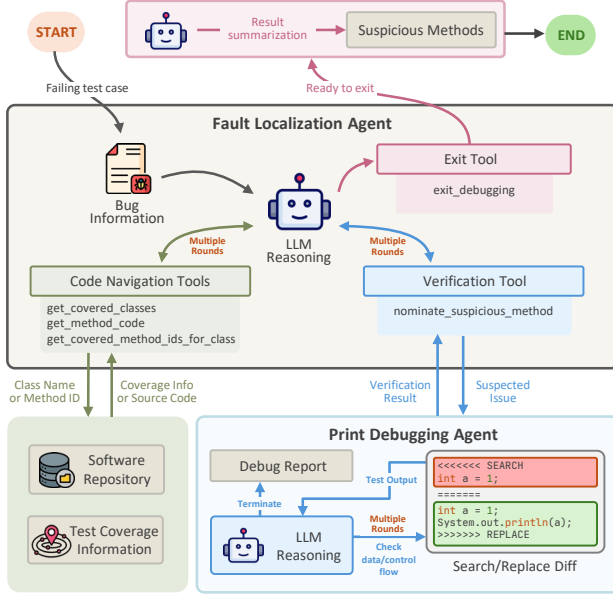 START
Result
summarization
Suspicious Methods
END
Failing test case
Ready to exit
Fault Localization Agent
Bug
Information
LLM
Reasoning
Exit Tool
exit_debugging
Multiple
Rounds
Multiple
Rounds
Code Navigation Tools
get_covered_classes
get_method_code
get_covered_method_ids_for_class
Verification Tool
nominate_suspicious_method
Class Name
or Method ID
Coverage Info
or Source Code
Verification
Result
Suspected
Issue
Software
Repository
Test Coverage
Information
Print Debugging Agent
Debug Report
Test Output
Terminate
LLM
Reasoning
Multiple
Rounds
Check
data/control
flow
<<<<<<< SEARCH
int a = 1;
=======
int a = 1;
System.out.println(a);
>>>>>>> REPLACE
Search/Replace Diff